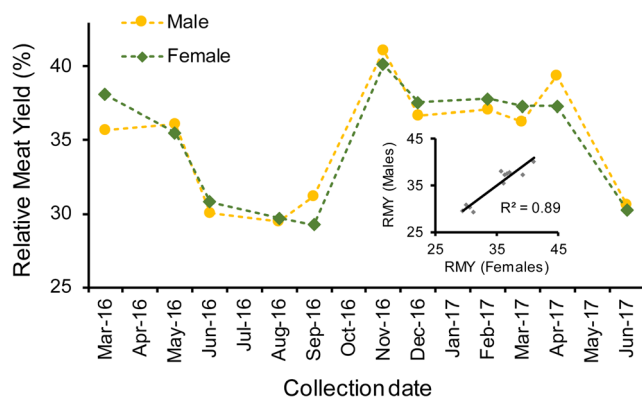 Male
Female
Relative Meat Yield (%)
40
35
30
25
45
35
25
RMY (Males)
R² = 0.89
25
35
45
RMY (Females)
Mar-16
Apr-16
May-16
Jun-16
Jul-16
Aug-16
Sep-16
Oct-16
Nov-16
Dec-16
Jan-17
Feb-17
Mar-17
Apr-17
May-17
Jun-17
Collection date